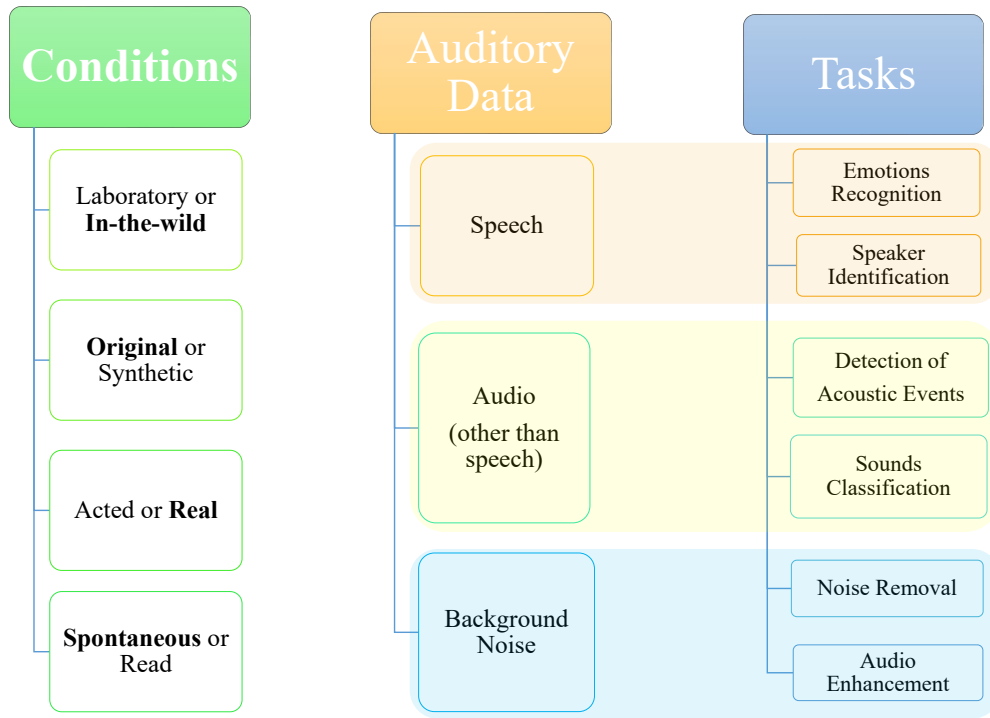 Conditions
Laboratory or
In-the-wild
Original or
Synthetic
Acted or Real
Spontaneous or
Read
Auditory
Data
Speech
Audio
(other than
speech)
Background
Noise
Tasks
Emotions
Recognition
Speaker
Identification
Detection of
Acoustic Events
Sounds
Classification
Noise Removal
Audio
Enhancement